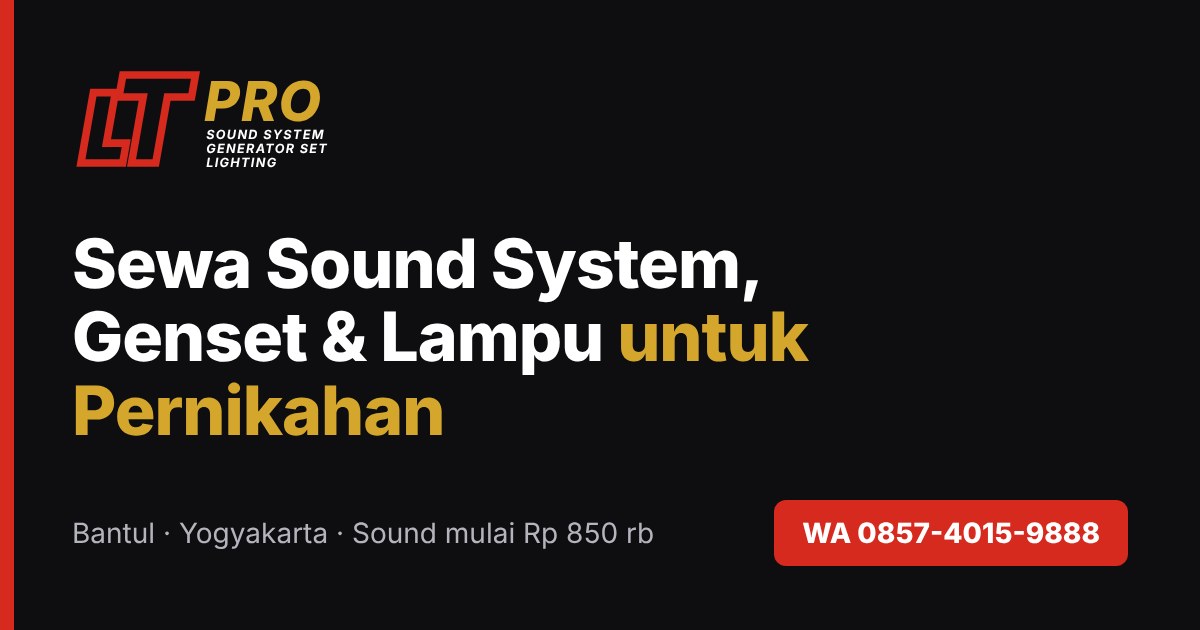 LT PRO
SOUND SYSTEM
GENERATOR SET
LIGHTING
Sewa Sound System,
Genset & Lampu untuk
Pernikahan
Bantul · Yogyakarta · Sound mulai Rp 850 rb
WA 0857-4015-9888